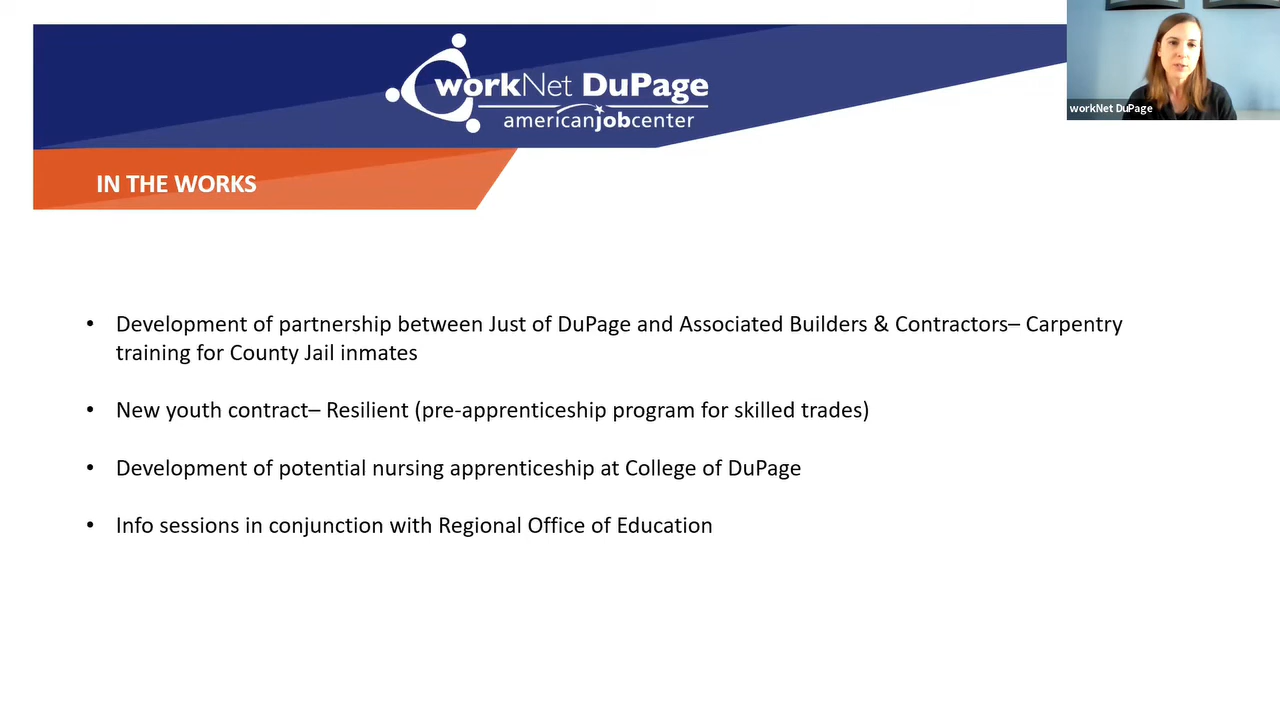 workNet DuPage
americanjobcenter
workNet DuPage
IN THE WORKS
• Development of partnership between Just of DuPage and Associated Builders & Contractors– Carpentry
training for County Jail inmates
• New youth contract– Resilient (pre-apprenticeship program for skilled trades)
• Development of potential nursing apprenticeship at College of DuPage
• Info sessions in conjunction with Regional Office of Education